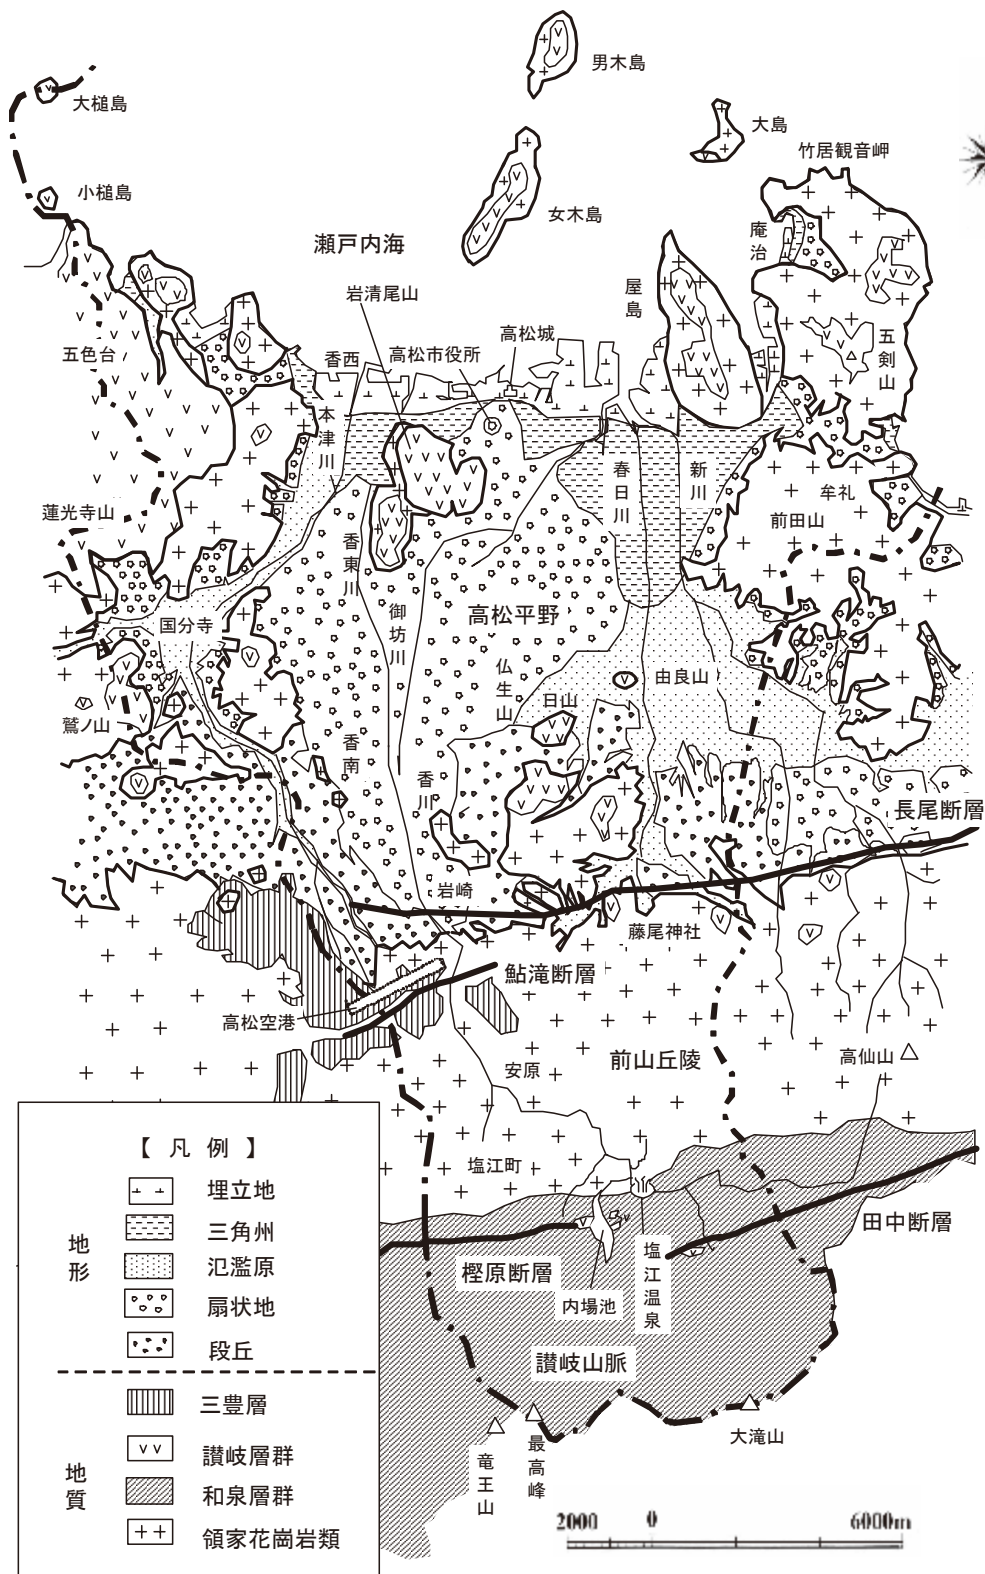 男木島
大槌島
大島
竹居観音岬
小槌島
女木島
庵治
瀬戸内海
屋島
岩清尾山
高松城
五色台
香西
高松市役所
五剣山
本津川
春日川
新川
牟礼
蓮光寺山
前田山
香東川
御坊川
高松平野
国分寺
仏生山
由良山
日山
鷲ノ山
香南
香川
長尾断層
岩崎
藤尾神社
鮎滝断層
高松空港
安原
前山丘陵
高仙山
塩江町
田中断層
樫原断層
塩江温泉
内場池
讃岐山脈
大滝山
竜王山
最高峰
【 凡 例 】
地形
埋立地
三角州
氾濫原
扇状地
段丘
地質
三豊層
讃岐層群
和泉層群
領家花崗岩類
2000 0 6000m